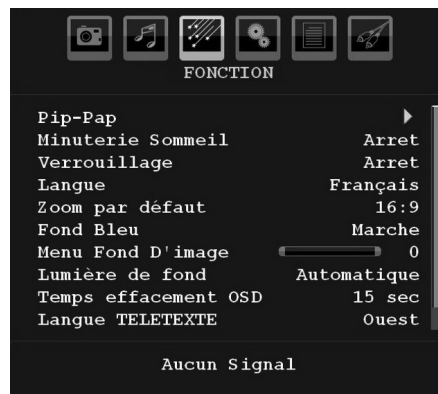 FONCTION
Pip-Pap
Minuterie Sommeil Arret
Verrouillage Arret
Langue Français
Zoom par défaut 16:9
Fond Bleu Marche
Menu Fond D'image 0
Lumière de fond Automatique
Temps effacement OSD 15 sec
Langue TELETEXTE Ouest
Aucun Signal